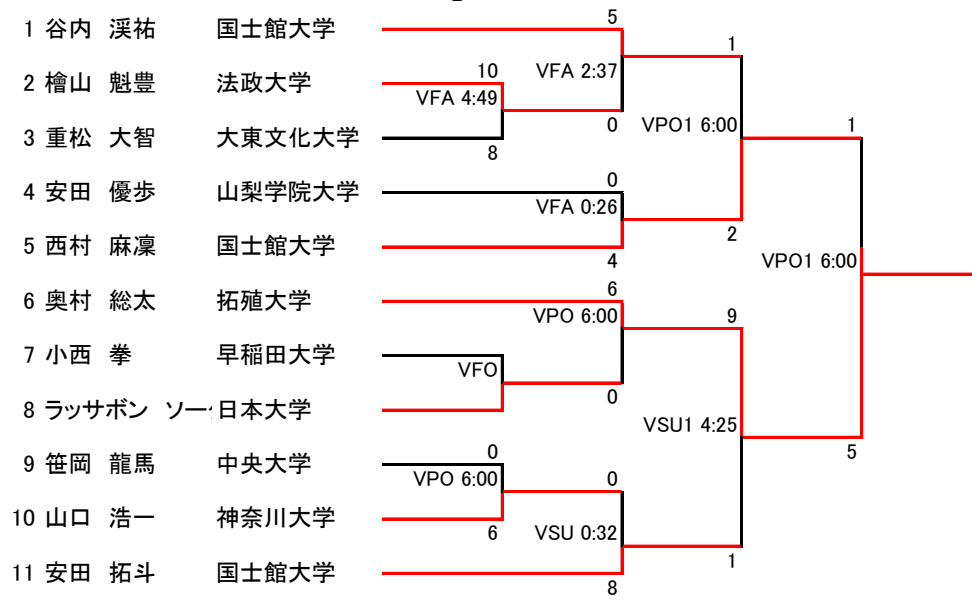 5
1 谷内 渓祐 国士館大学
1
10 VFA 2:37
2 檜山 魁豊 法政大学
VFA 4:49
0 VPO1 6:00 1
3 重松 大智 大東文化大学
8
0
4 安田 優歩 山梨学院大学
VFA 0:26
2
5 西村 麻凜 国士館大学
4 VPO1 6:00
6
6 奥村 総太 拓殖大学
VPO 6:00 9
7 小西 拳 早稲田大学
VFO
0
8 ラッサボン ソー 日本大学
VSU1 4:25
0 5
9 笹岡 龍馬 中央大学
VPO 6:00 0
10 山口 浩一 神奈川大学
6 VSU 0:32
1
11 安田 拓斗 国士館大学
8